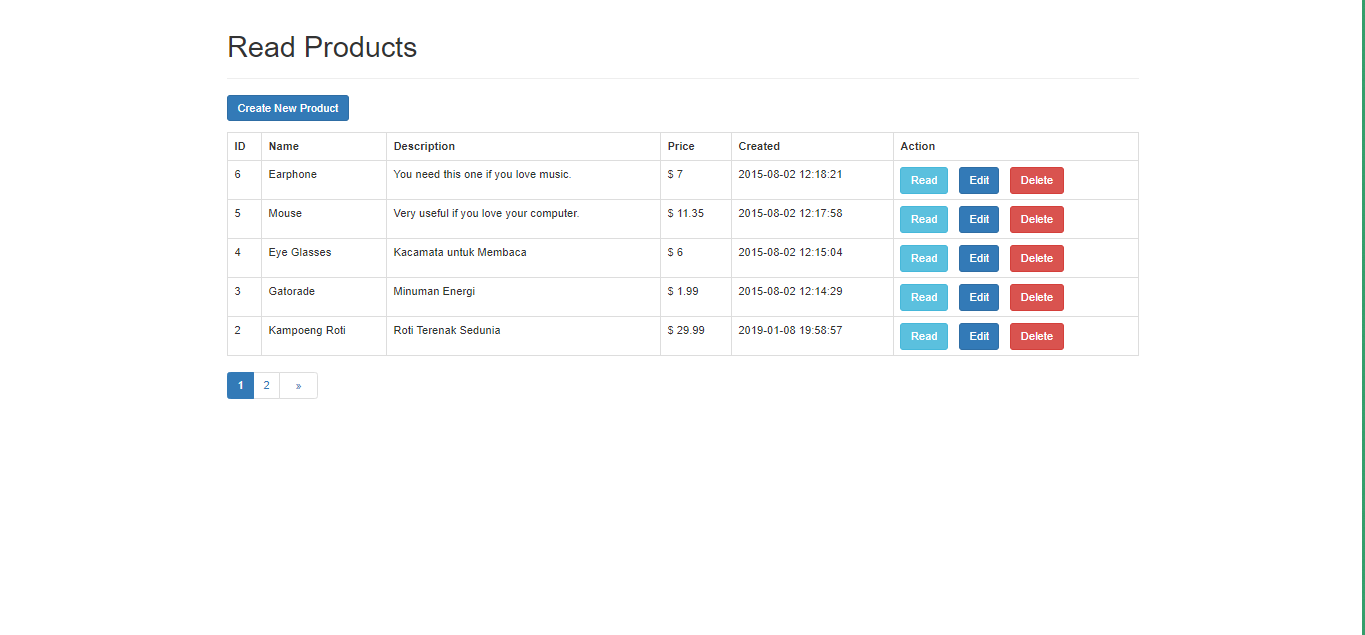 Read Products
Create New Product
ID Name Description Price Created Action
6 Earphone You need this one if you love music. $ 7 2015-08-02 12:18:21 Read Edit Delete
5 Mouse Very useful if you love your computer. $ 11.35 2015-08-02 12:17:58 Read Edit Delete
4 Eye Glasses Kacamata untuk Membaca $ 6 2015-08-02 12:15:04 Read Edit Delete
3 Gatorade Minuman Energi $ 1.99 2015-08-02 12:14:29 Read Edit Delete
2 Kampoeng Roti Roti Terenak Sedunia $ 29.99 2019-01-08 19:58:57 Read Edit Delete
1 2 »